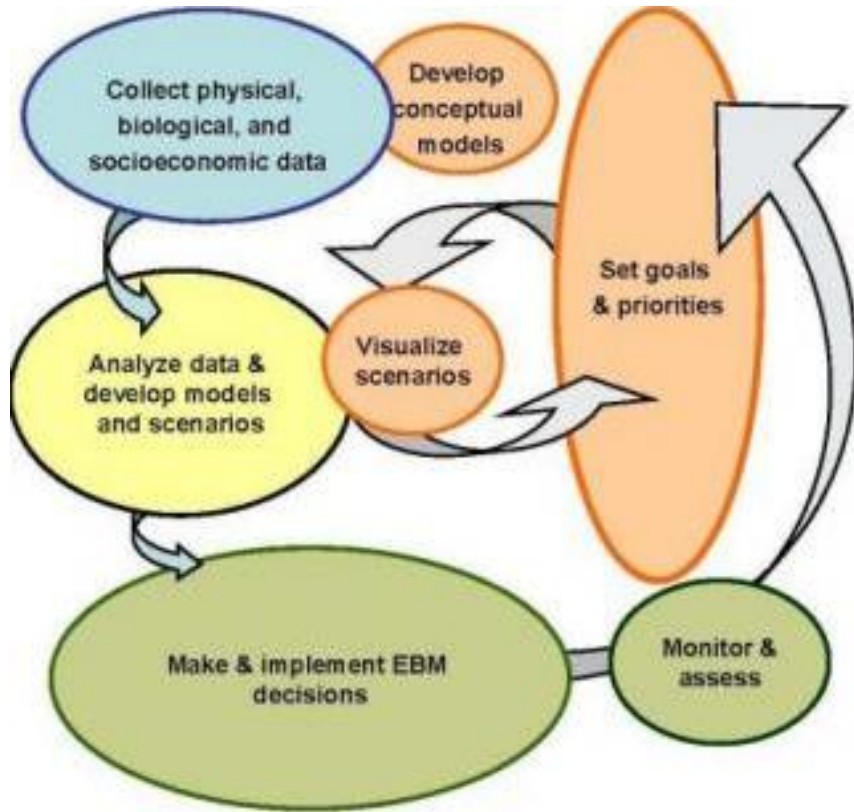 Collect physical,
biological, and
socioeconomic data
Develop
conceptual
models
Set goals
& priorities
Visualize
scenarios
Analyze data &
develop models
and scenarios
Make & implement EBM
decisions
Monitor &
assess